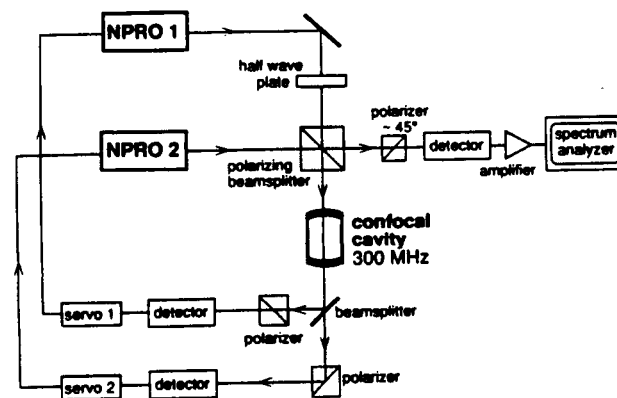 NPRO 1
half wave
plate
polarizer
~ 45°
NPRO 2
detector
spectrum
analyzer
amplifier
polarizing
beamsplitter
confocal
cavity
300 MHz
servo 1
detector
beamsplitter
polarizer
servo 2
detector
polarizer